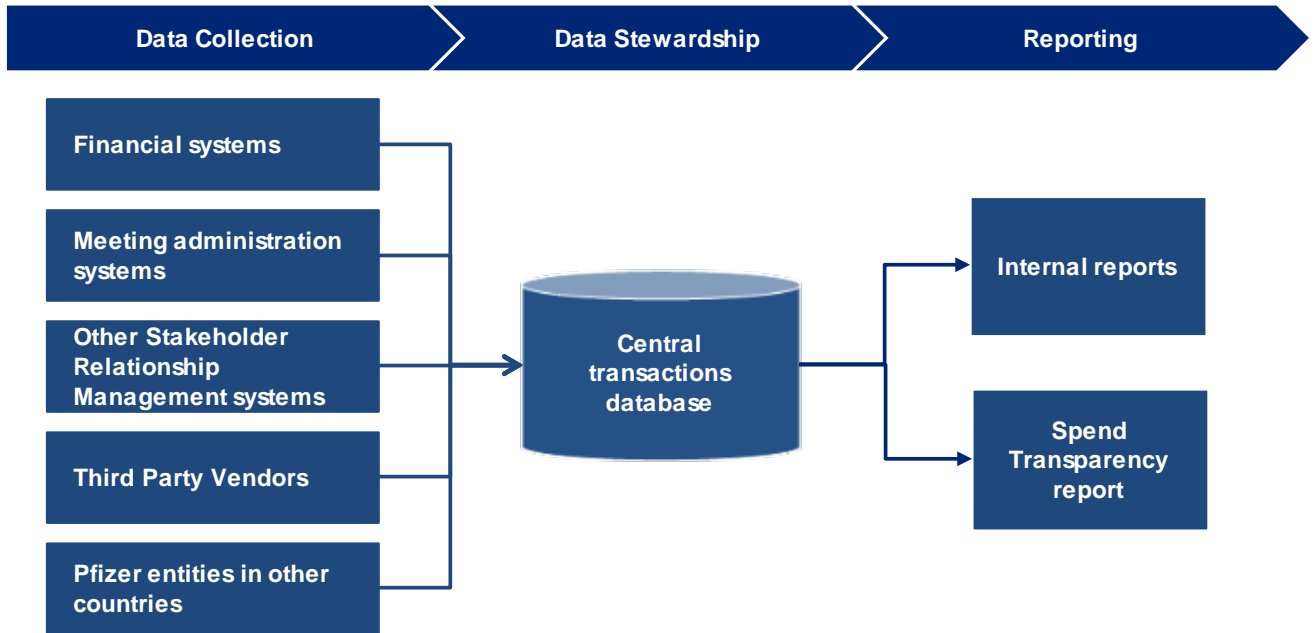 Data Collection
Data Stewardship
Reporting
Financial systems
Meeting administration
systems
Other Stakeholder
Relationship
Management systems
Third Party Vendors
Pfizer entities in other
countries
Central
transactions
database
Internal reports
Spend
Transparency
report